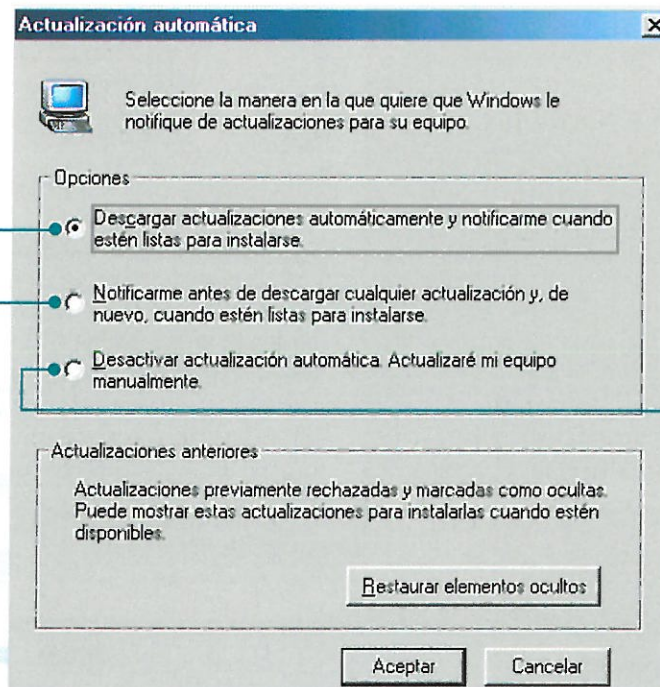 Actualización automática
Seleccione la manera en la que quiere que Windows le
notifique de actualizaciones para su equipo.
Opciones
Descargar actualizaciones automáticamente y notificarme cuando
estén listas para instalarse.
Notificarme antes de descargar cualquier actualización y, de
nuevo, cuando estén listas para instalarse.
Desactivar actualización automática. Actualizaré mi equipo
manualmente.
Actualizaciones anteriores
Actualizaciones previamente rechazadas y marcadas como ocultas.
Puede mostrar estas actualizaciones para instalarlas cuando estén
disponibles.
Restaurar elementos ocultos
Aceptar
Cancelar